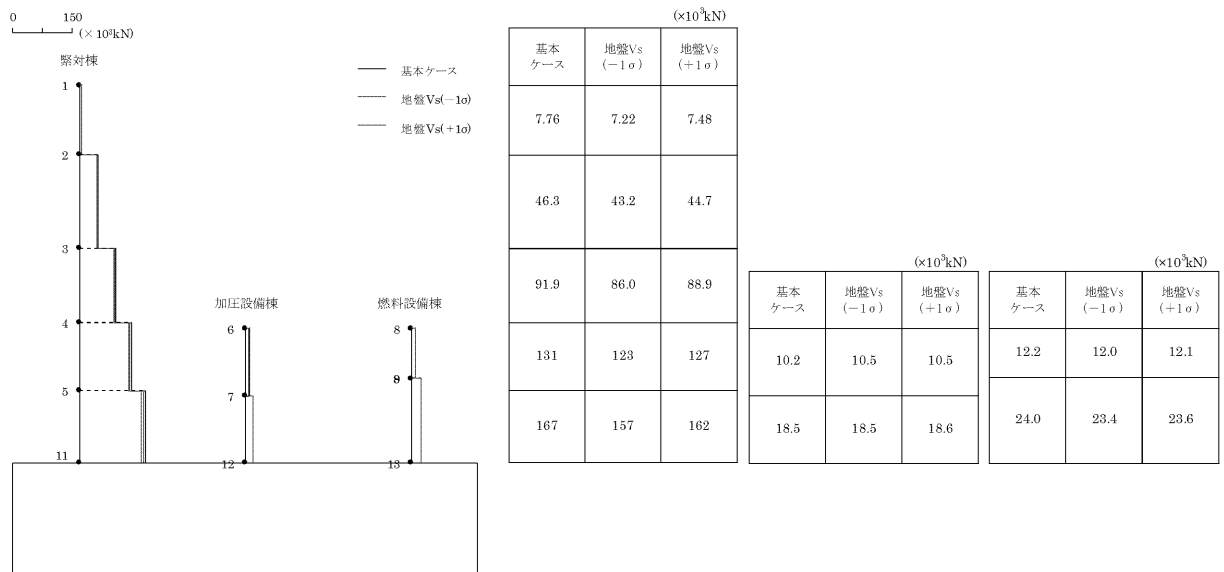 0 150
(×10³kN)
緊対棟
基本ケース
地盤Vs(−1σ)
地盤Vs(+1σ)
1
2
3
4
5
11
加圧設備棟
6
7
12
燃料設備棟
8
9
13
(×10³kN)
基本ケース 地盤Vs(−1σ) 地盤Vs(+1σ)
7.76 7.22 7.48
46.3 43.2 44.7
91.9 86.0 88.9
131 123 127
167 157 162
(×10³kN)
基本ケース 地盤Vs(−1σ) 地盤Vs(+1σ)
10.2 10.5 10.5
18.5 18.5 18.6
(×10³kN)
基本ケース 地盤Vs(−1σ) 地盤Vs(+1σ)
12.2 12.0 12.1
24.0 23.4 23.6